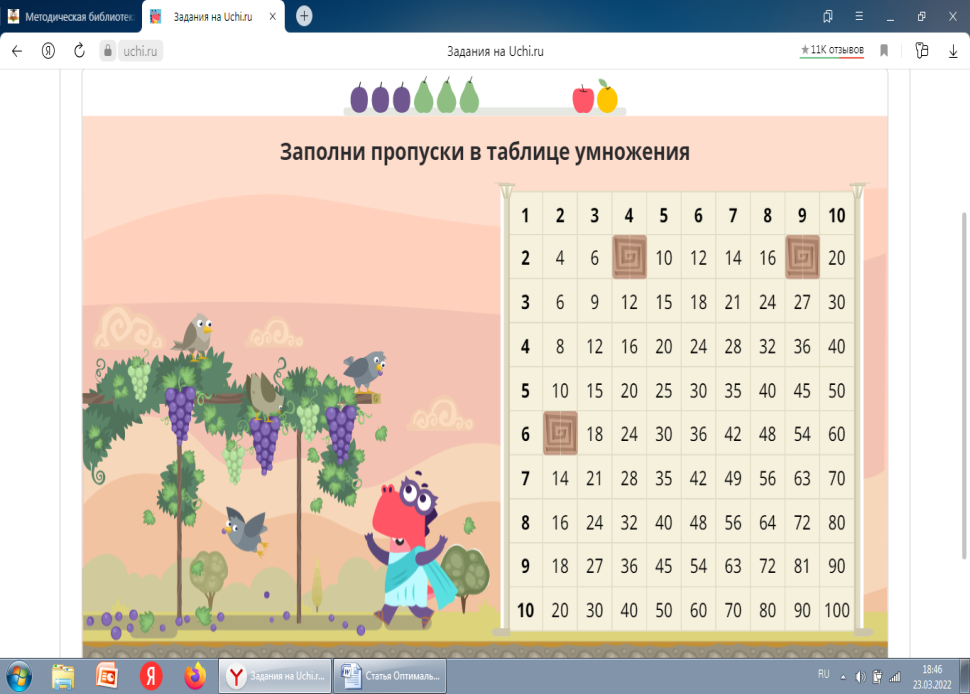 Методическая библиотек
Задания на Uchi.ru
uchi.ru
Задания на Uchi.ru
11К отзывов
Заполни пропуски в таблице умножения
1 2 3 4 5 6 7 8 9 10
2 4 6 10 12 14 16 20
3 6 9 12 15 18 21 24 27 30
4 8 12 16 20 24 28 32 36 40
5 10 15 20 25 30 35 40 45 50
6 18 24 30 36 42 48 54 60
7 14 21 28 35 42 49 56 63 70
8 16 24 32 40 48 56 64 72 80
9 18 27 36 45 54 63 72 81 90
10 20 30 40 50 60 70 80 90 100
Задания на Uchi.r...
Статья Оптималь...
RU
18:46
23.03.2022